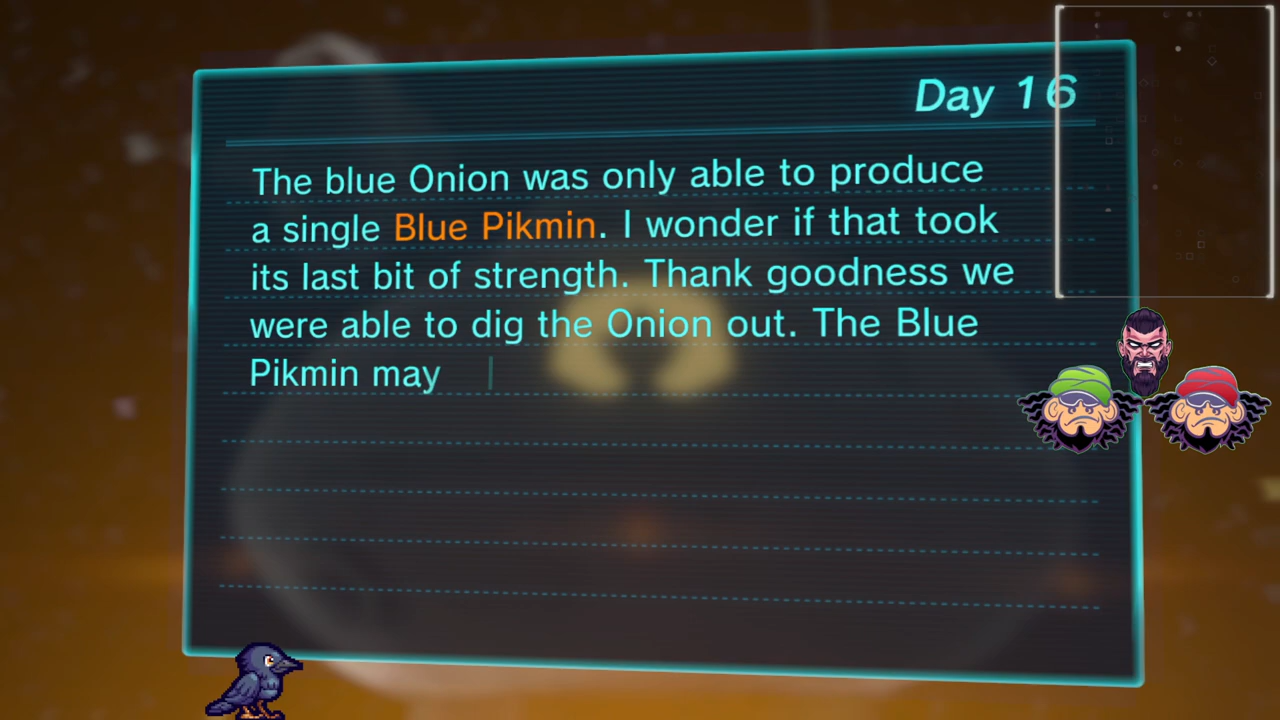 Day 16
The blue Onion was only able to produce
a single Blue Pikmin. I wonder if that took
its last bit of strength. Thank goodness we
were able to dig the Onion out. The Blue
Pikmin may